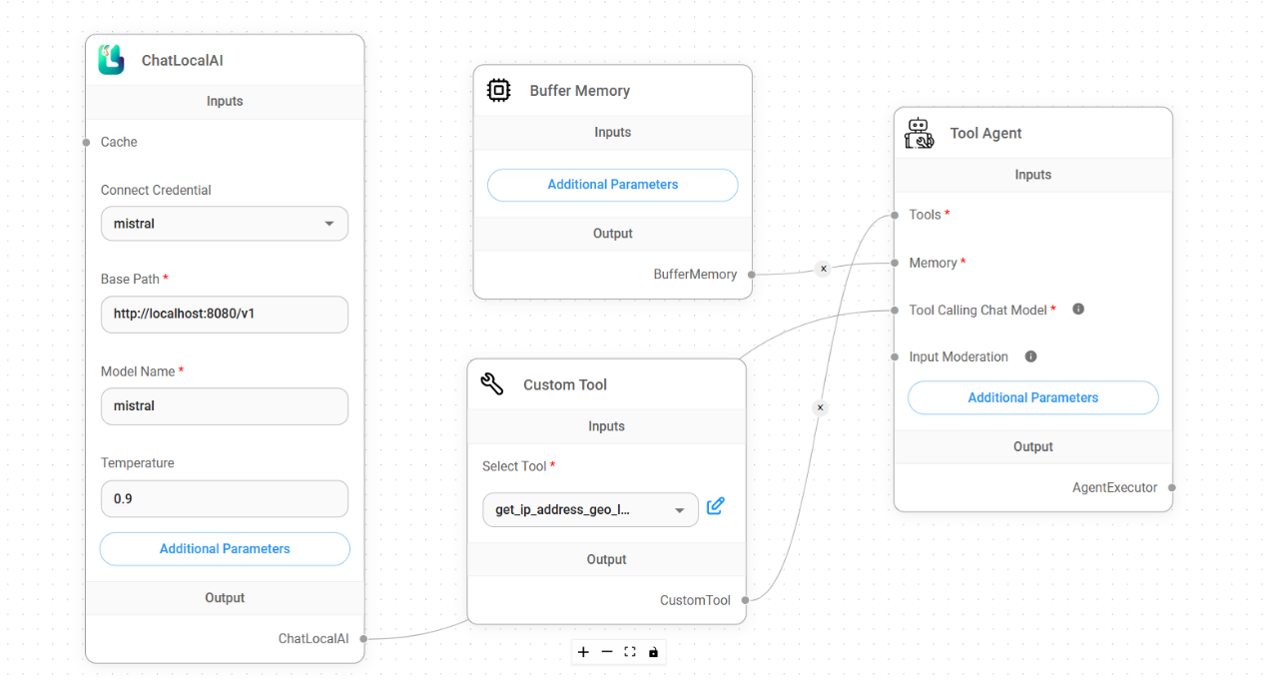 ChatLocalAI
Inputs
Cache
Connect Credential
mistral
Base Path *
http://localhost:8080/v1
Model Name *
mistral
Temperature
0.9
Additional Parameters
Output
ChatLocalAI
Buffer Memory
Inputs
Additional Parameters
Output
BufferMemory
x
Custom Tool
Inputs
Select Tool *
get_ip_address_geo_l...
Output
CustomTool
x
Tool Agent
Inputs
Tools *
Memory *
Tool Calling Chat Model *
Input Moderation
Additional Parameters
Output
AgentExecutor